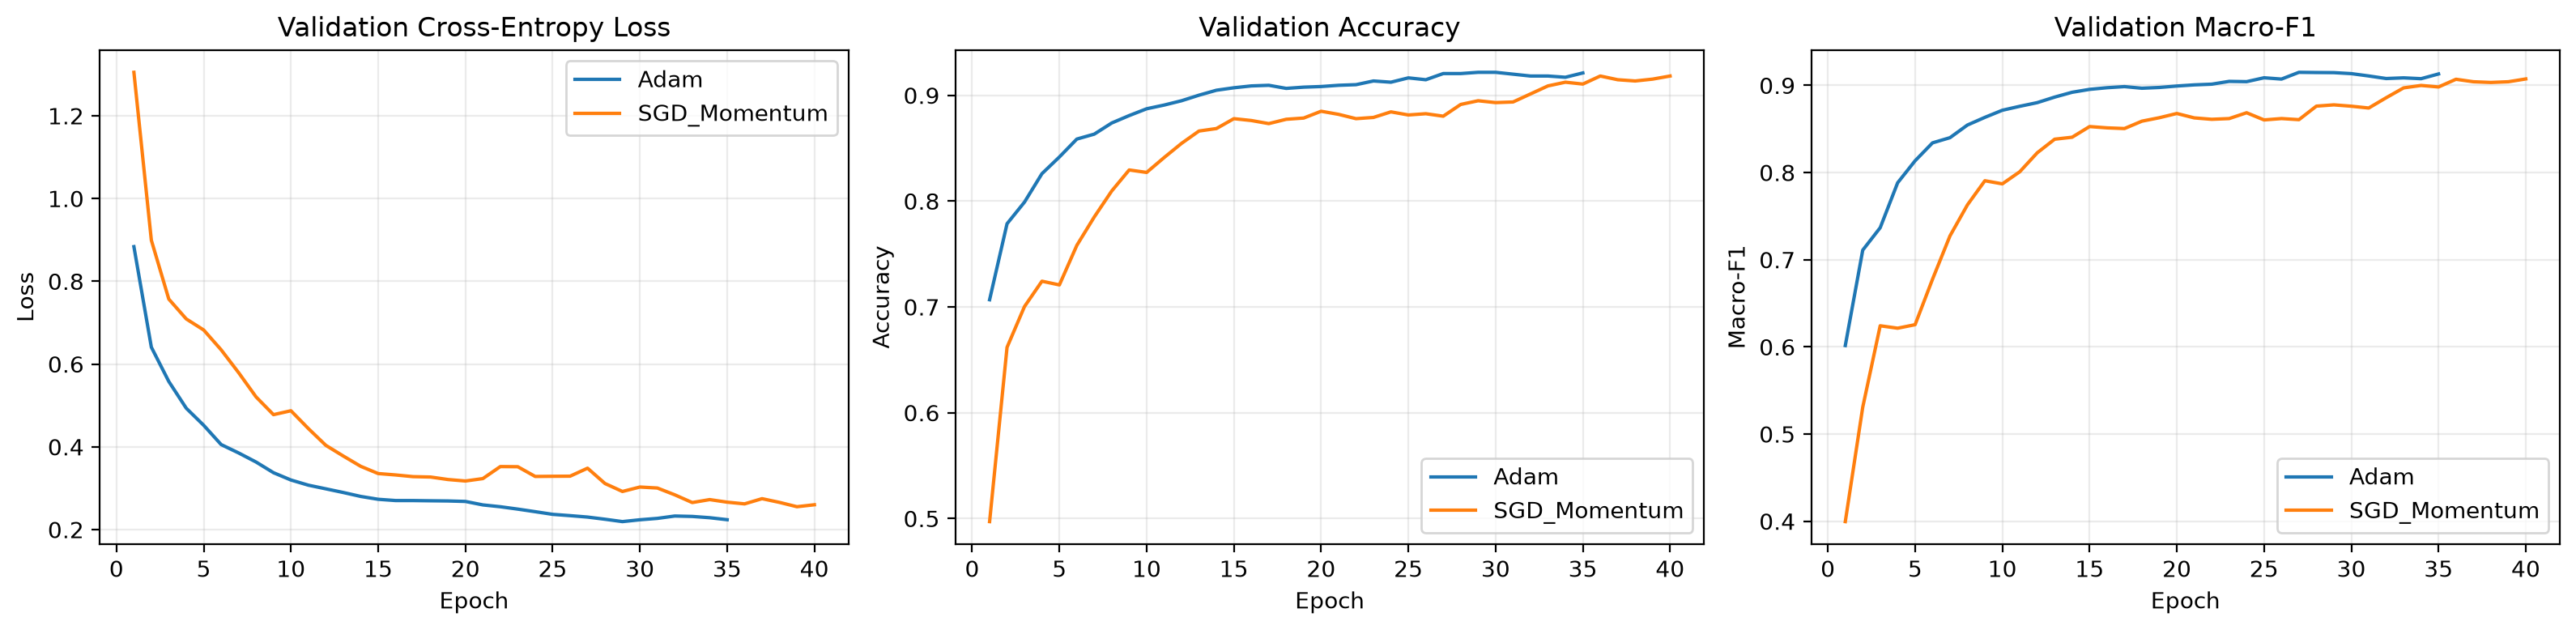 Validation Cross-Entropy Loss
Loss
1.2
1.0
0.8
0.6
0.4
0.2
0 5 10 15 20 25 30 35 40
Epoch
Adam
SGD_Momentum
Validation Accuracy
Accuracy
0.9
0.8
0.7
0.6
0.5
0 5 10 15 20 25 30 35 40
Epoch
Adam
SGD_Momentum
Validation Macro-F1
Macro-F1
0.9
0.8
0.7
0.6
0.5
0.4
0 5 10 15 20 25 30 35 40
Epoch
Adam
SGD_Momentum